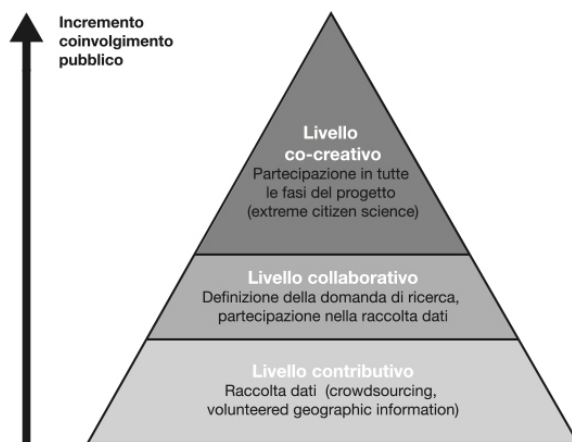 Incremento
coinvolgimento
pubblico
Livello
co-creativo
Partecipazione in tutte
le fasi del progetto
(extreme citizen science)
Livello collaborativo
Definizione della domanda di ricerca,
partecipazione nella raccolta dati
Livello contributivo
Raccolta dati (crowdsourcing,
volunteered geographic information)